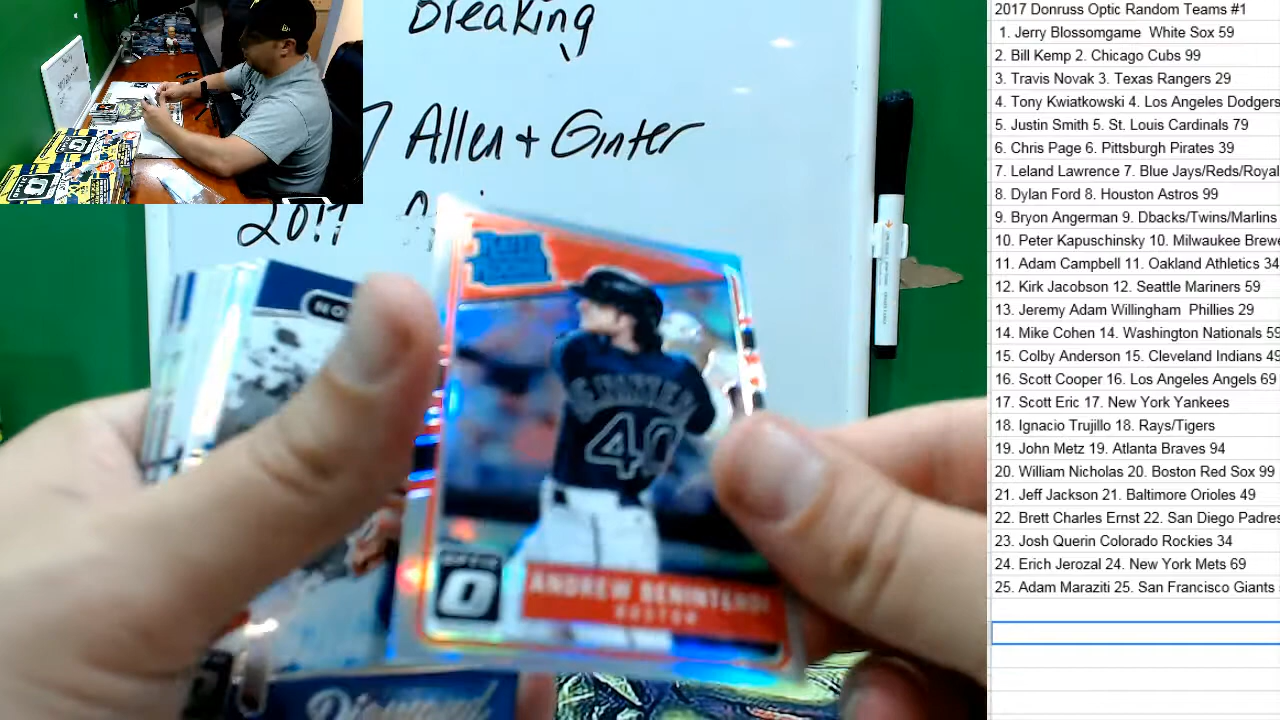 Breaking
7 Allen + Ginter
2017
NO
RATED ROOKIE
40
OPTIC
O
ANDREW BENINTENDI
BOSTON
Diamond
2017 Donruss Optic Random Teams #1
1. Jerry Blossomgame White Sox 59
2. Bill Kemp 2. Chicago Cubs 99
3. Travis Novak 3. Texas Rangers 29
4. Tony Kwiatkowski 4. Los Angeles Dodgers
5. Justin Smith 5. St. Louis Cardinals 79
6. Chris Page 6. Pittsburgh Pirates 39
7. Leland Lawrence 7. Blue Jays/Reds/Royal
8. Dylan Ford 8. Houston Astros 99
9. Bryon Angerman 9. Dbacks/Twins/Marlins
10. Peter Kapuschinsky 10. Milwaukee Brewe
11. Adam Campbell 11. Oakland Athletics 34
12. Kirk Jacobson 12. Seattle Mariners 59
13. Jeremy Adam Willingham Phillies 29
14. Mike Cohen 14. Washington Nationals 55
15. Colby Anderson 15. Cleveland Indians 49
16. Scott Cooper 16. Los Angeles Angels 69
17. Scott Eric 17. New York Yankees
18. Ignacio Trujillo 18. Rays/Tigers
19. John Metz 19. Atlanta Braves 94
20. William Nicholas 20. Boston Red Sox 99
21. Jeff Jackson 21. Baltimore Orioles 49
22. Brett Charles Ernst 22. San Diego Padres
23. Josh Querin Colorado Rockies 34
24. Erich Jerozal 24. New York Mets 69
25. Adam Maraziti 25. San Francisco Giants